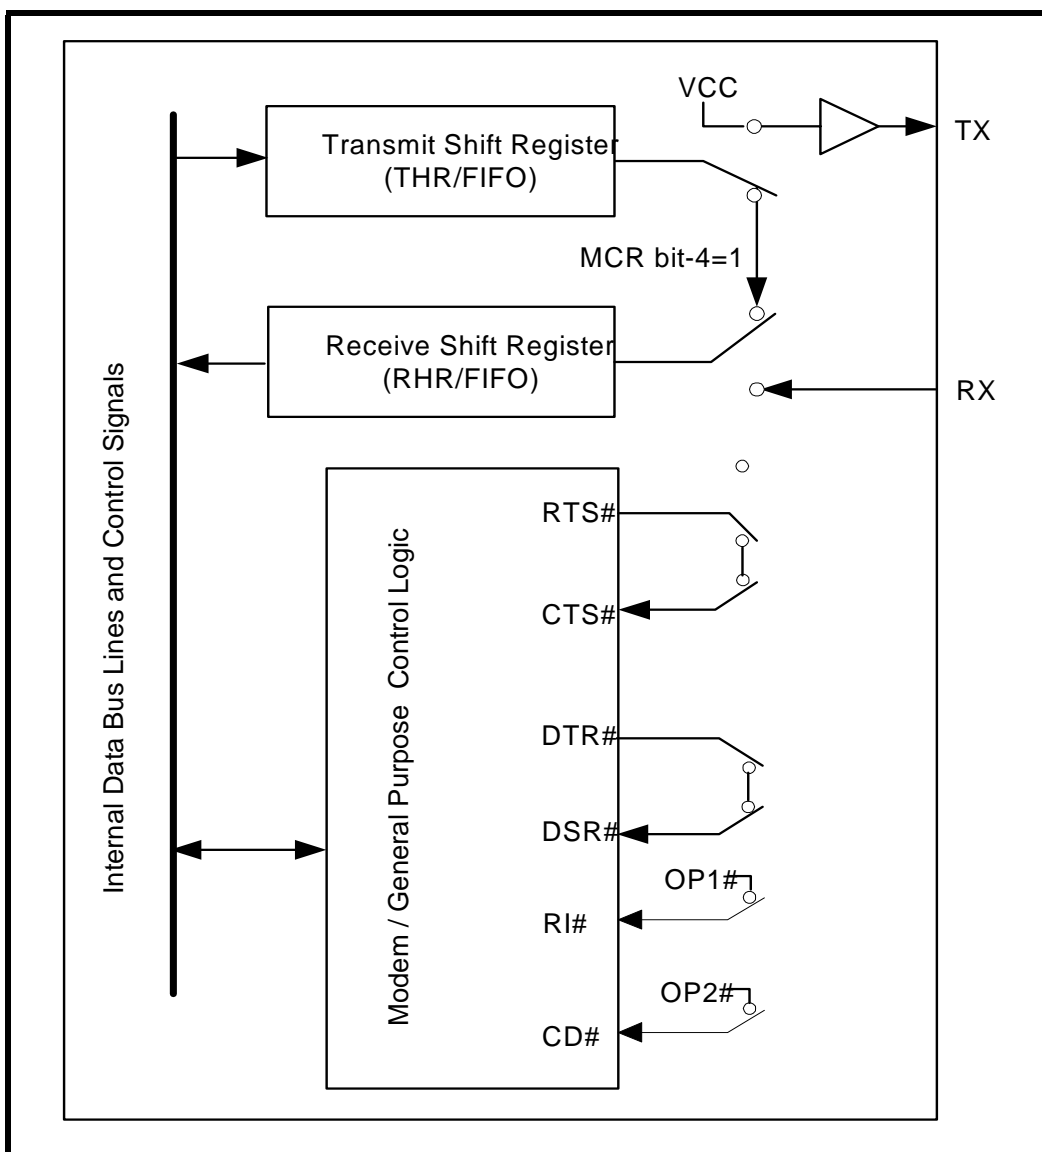 VCC
TX
Transmit Shift Register
(THR/FIFO)
MCR bit-4=1
Receive Shift Register
(RHR/FIFO)
RX
Internal Data Bus Lines and Control Signals
Modem / General Purpose Control Logic
RTS#
CTS#
DTR#
DSR#
OP1#
RI#
OP2#
CD#